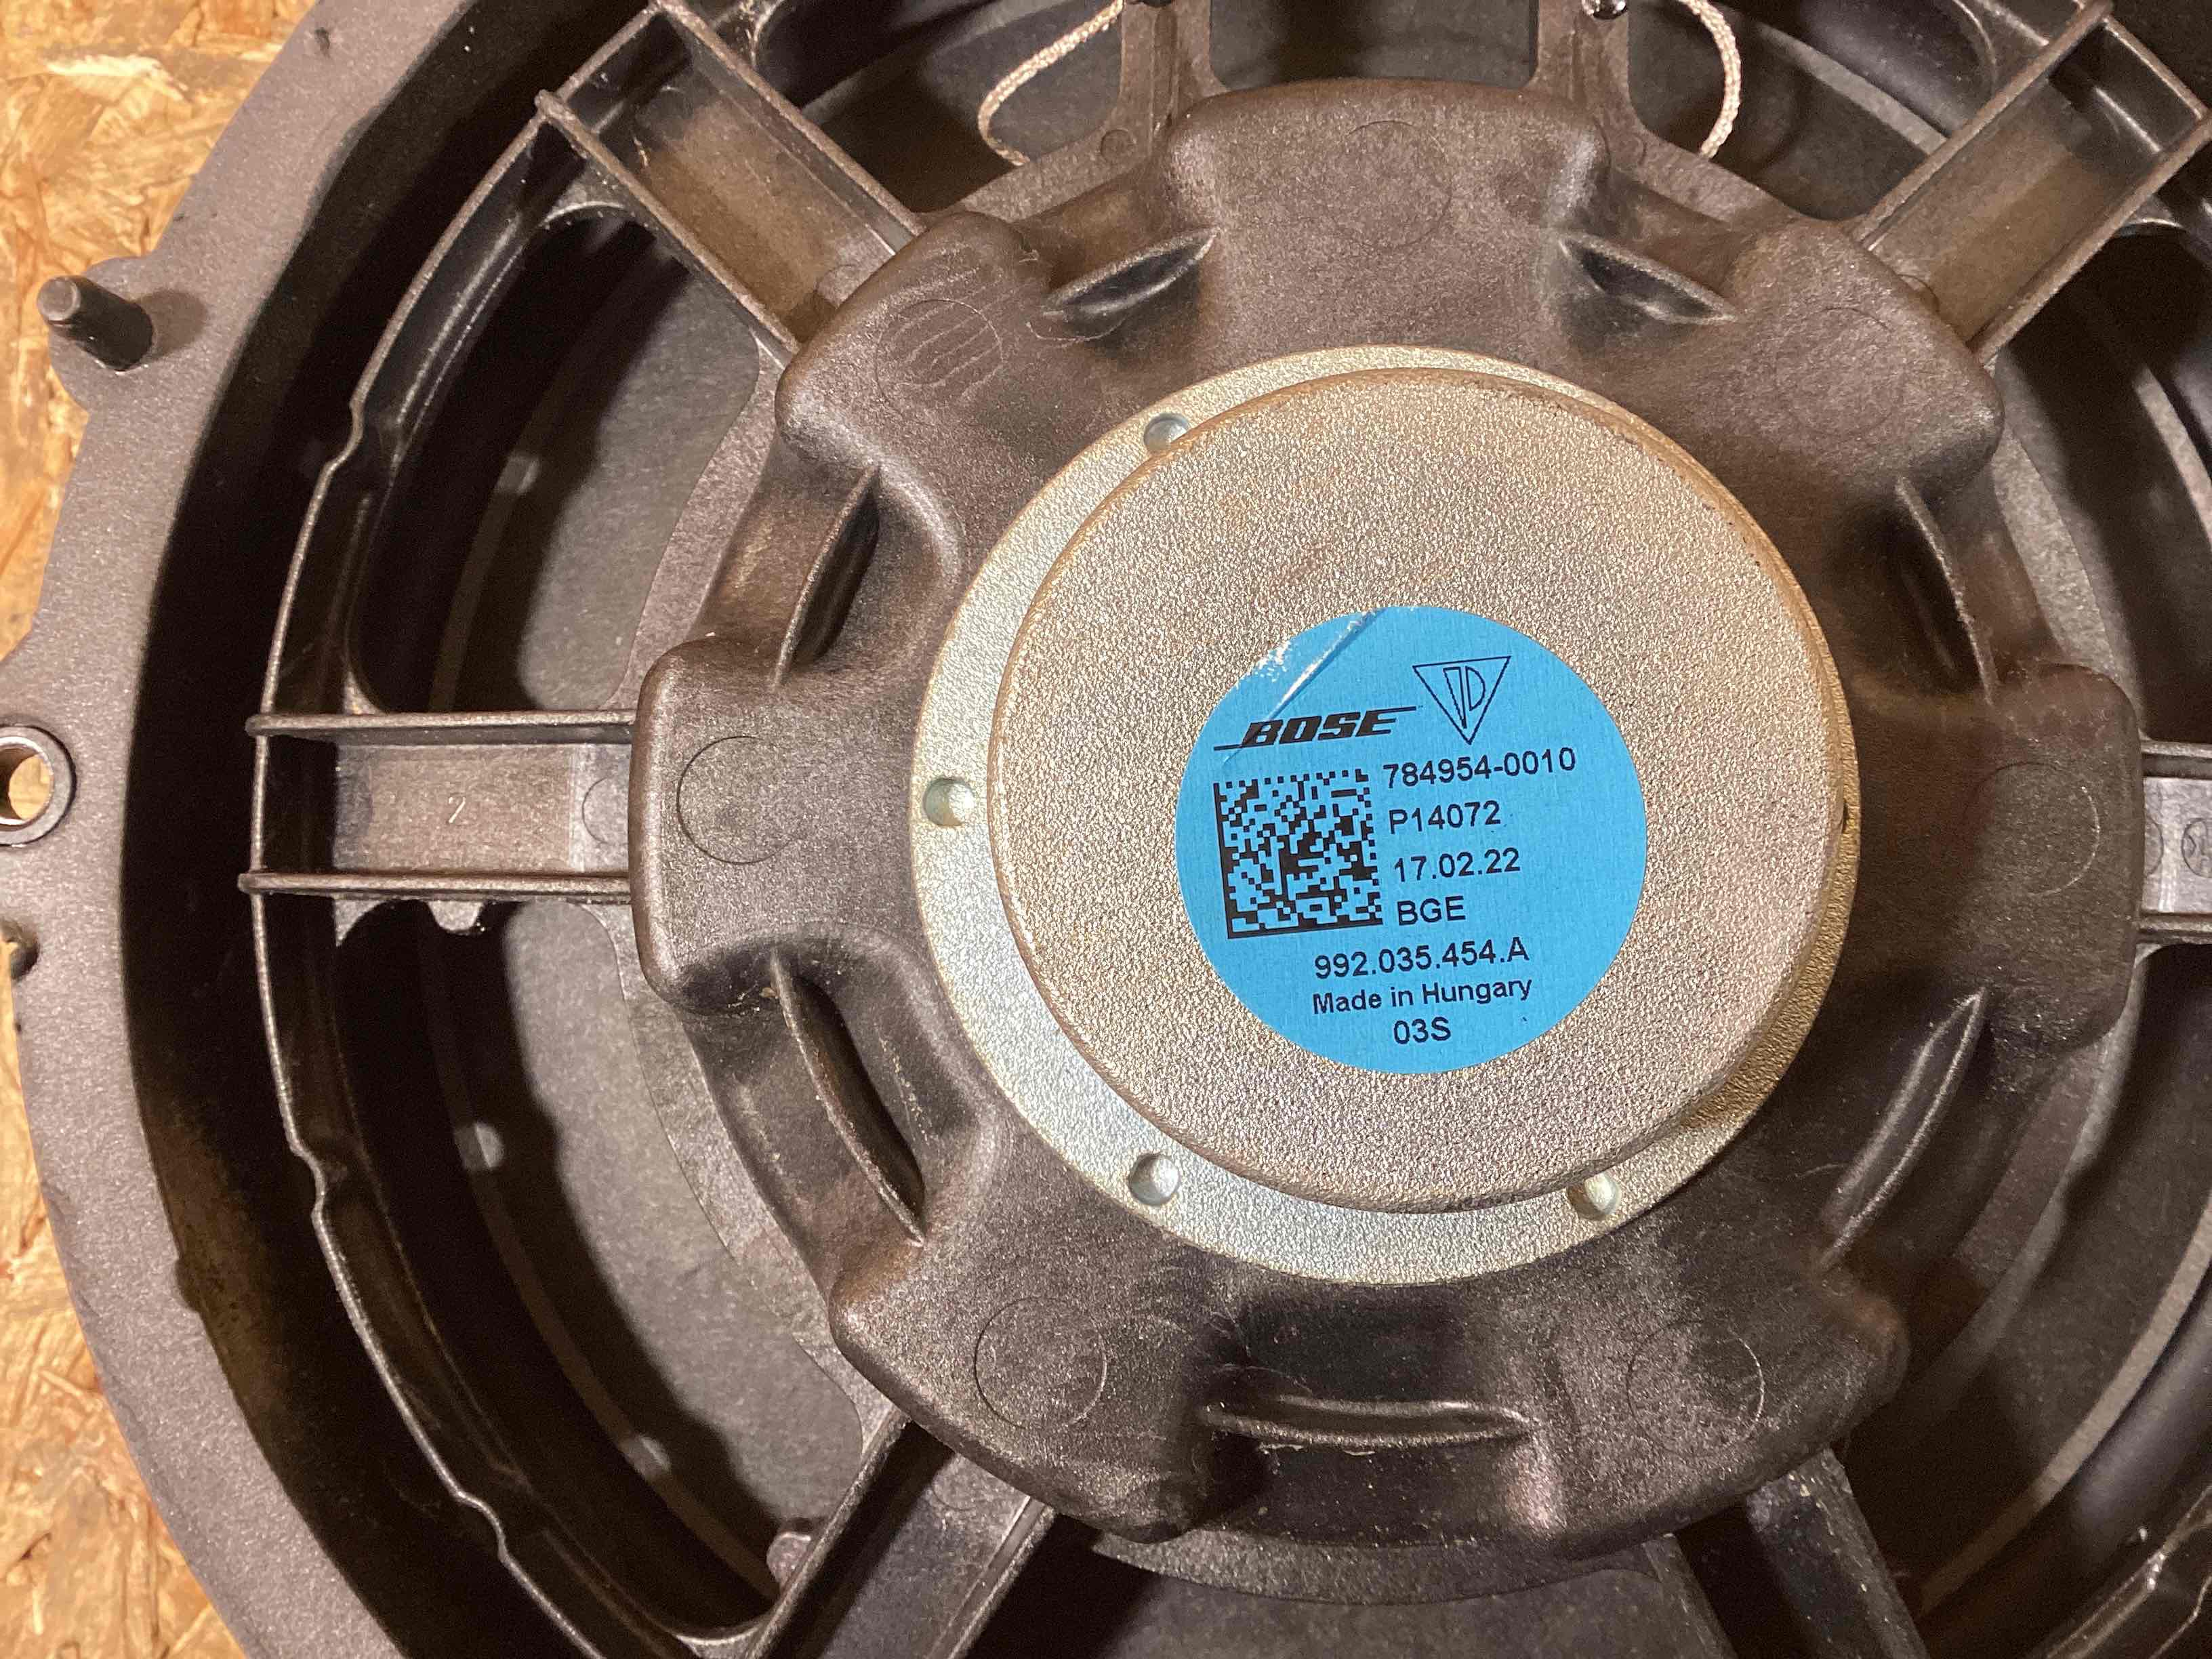 BOSE
784954-0010
P14072
17.02.22
BGE
992.035.454.A
Made in Hungary
03S